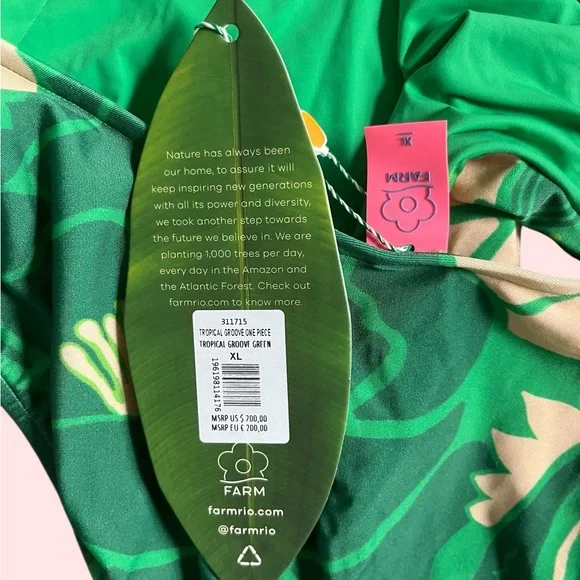 Nature has always been
our home, to assure it will
keep inspiring new generations
with all its power and diversity,
we took another step towards
the future we believe in. We are
planting 1,000 trees per day,
every day in the Amazon and
the Atlantic Forest. Check out
farmrio.com to know more.
311715
TROPICAL GROOVE ONE PIECE
TROPICAL GROOVE GREEN
XL
196198114176
MSRP US $ 200,00
MSRP EU € 200,00
FARM
farmrio.com
@farmrio
XL
FARM